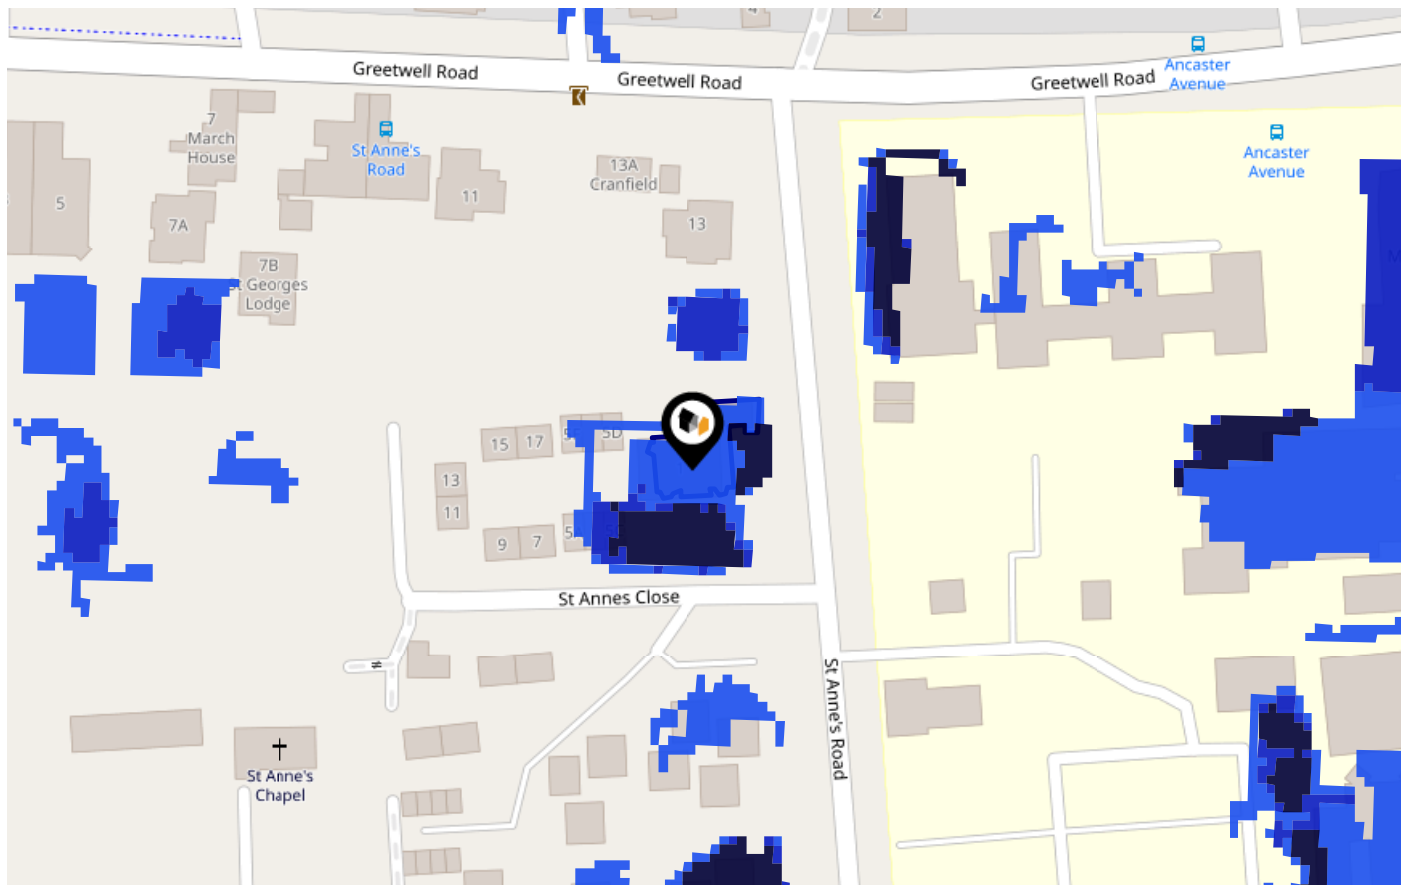 4
2
Greetwell Road
Greetwell Road
Greetwell Road
Ancaster
Avenue
7
March
House
St Anne's
Road
13A
Cranfield
Ancaster
Avenue
5
11
7A
13
7B
St Georges
Lodge
15
17
5D
13
11
9
7
St Annes Close
St Anne's Road
St Anne's
Chapel